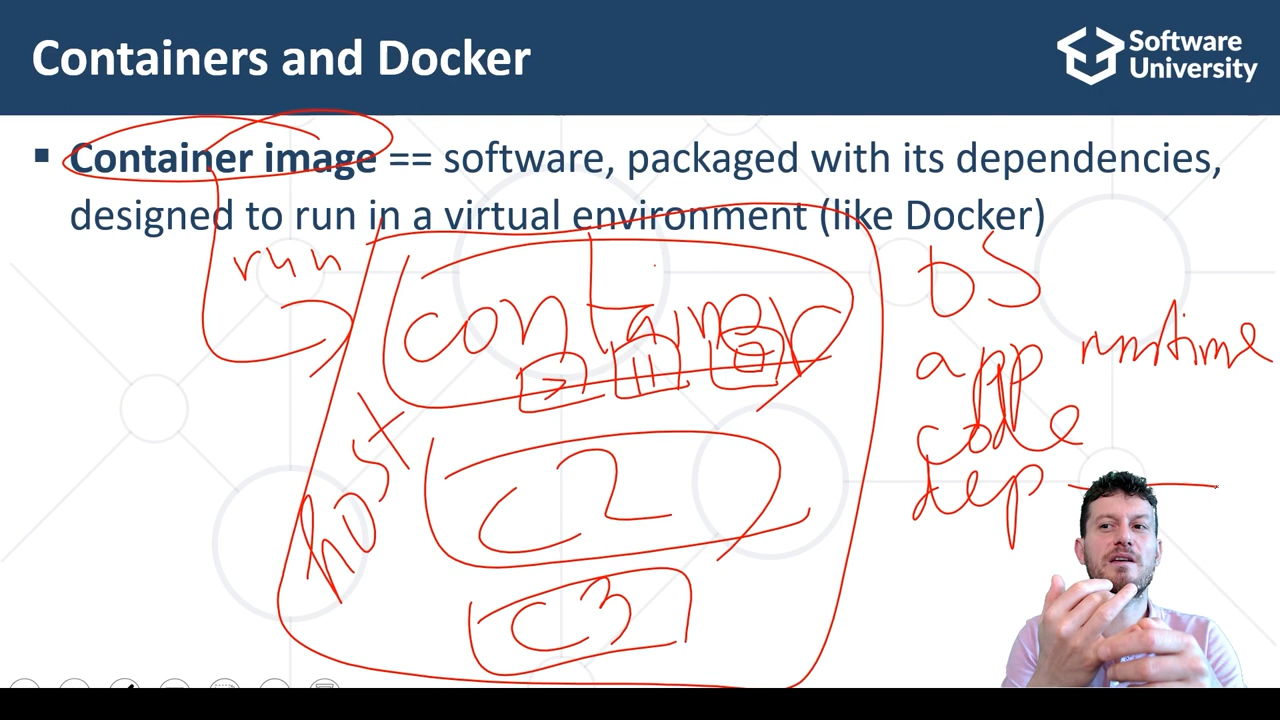 Containers and Docker
Software
University
▪ Container image == software, packaged with its dependencies,
designed to run in a virtual environment (like Docker)
run
container
OS
app runtime
code
dep
host
C2
C3